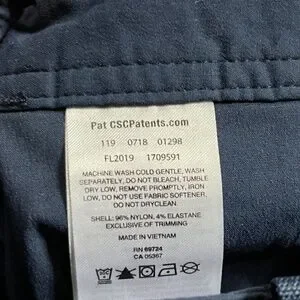 Pat CSCPatents.com
119 0718 01298
FL2019 1709591
MACHINE WASH COLD GENTLE, WASH
SEPARATELY, DO NOT BLEACH, TUMBLE
DRY LOW, REMOVE PROMPTLY, IRON
LOW, DO NOT USE FABRIC SOFTENER,
DO NOT DRYCLEAN.
SHELL: 96% NYLON, 4% ELASTANE
EXCLUSIVE OF TRIMMING
MADE IN VIETNAM
RN 69724
CA 05367